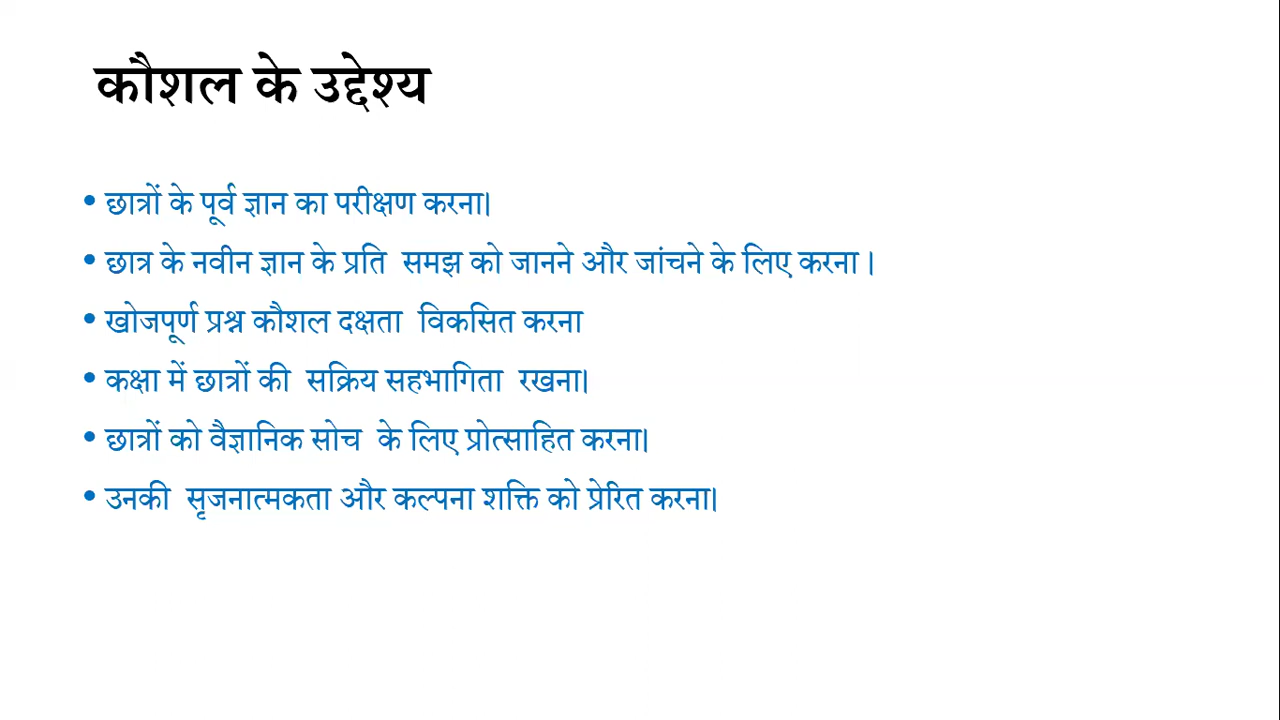 कौशल के उद्देश्य
• छात्रों के पूर्व ज्ञान का परीक्षण करना।
• छात्र के नवीन ज्ञान के प्रति समझ को जानने और जांचने के लिए करना ।
• खोजपूर्ण प्रश्न कौशल दक्षता विकसित करना
• कक्षा में छात्रों की सक्रिय सहभागिता रखना।
• छात्रों को वैज्ञानिक सोच के लिए प्रोत्साहित करना।
• उनकी सृजनात्मकता और कल्पना शक्ति को प्रेरित करना।